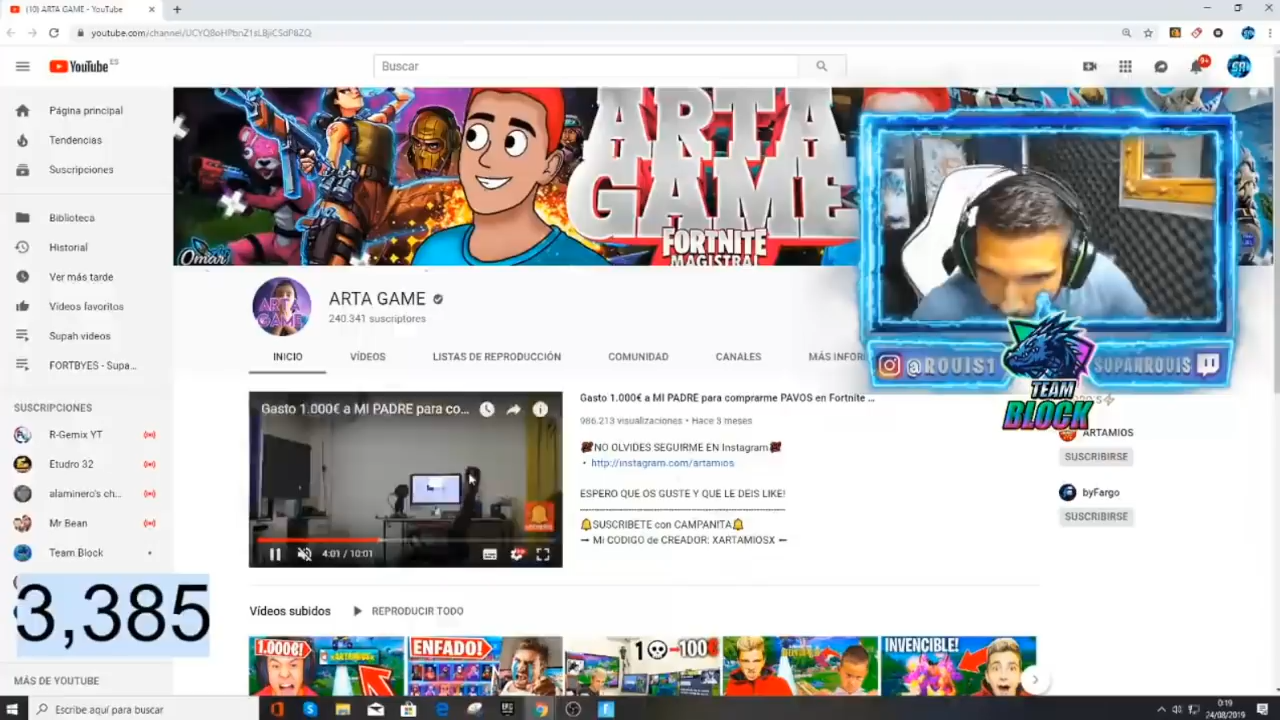 (10) ARTA GAME - YouTube
youtube.com/channel/
YouTube ES
Buscar
9+
Página principal
Tendencias
Suscripciones
Biblioteca
Historial
Ver más tarde
Vídeos favoritos
Supah videos
FORTBYES - Supa...
SUSCRIPCIONES
R-Gemix YT
Etudro 32
alaminero's ch...
Mr Bean
Team Block
3,385
MÁS DE YOUTUBE
ARTA
GAME
FORTNITE
MAGISTRAL
Omar
ARTA
GAME
ARTA GAME
240.341 suscriptores
INICIO
VÍDEOS
LISTAS DE REPRODUCCIÓN
COMUNIDAD
CANALES
MÁS INFOR
@ROUIS1
SUPAHROUIS
TEAM
BLOCK
Gasto 1.000€ a MI PADRE para co...
4:01 / 10:01
Gasto 1.000€ a MI PADRE para comprarme PAVOS en Fortnite ...
986.213 visualizaciones • Hace 3 meses
NO OLVIDES SEGUIRME EN Instagram
• http://instagram.com/artamios
ESPERO QUE OS GUSTE Y QUE LE DEIS LIKE!
SUSCRIBETE con CAMPANITA
Mi CODIGO de CREADOR: XARTAMIOSX
ARTAMIOS
SUSCRIBIRSE
byFargo
SUSCRIBIRSE
Vídeos subidos
REPRODUCIR TODO
1.000€!
ENFADO!
1
-100
INVENCIBLE!
Escribe aquí para buscar
0:19
24/08/2019